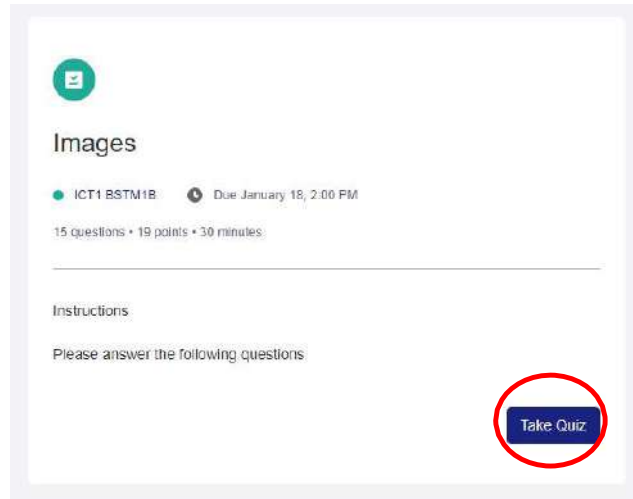 Images
ICT1 BSTM1B Due January 18, 2:00 PM
15 questions • 19 points • 30 minutes
Instructions
Please answer the following questions
Take Quiz